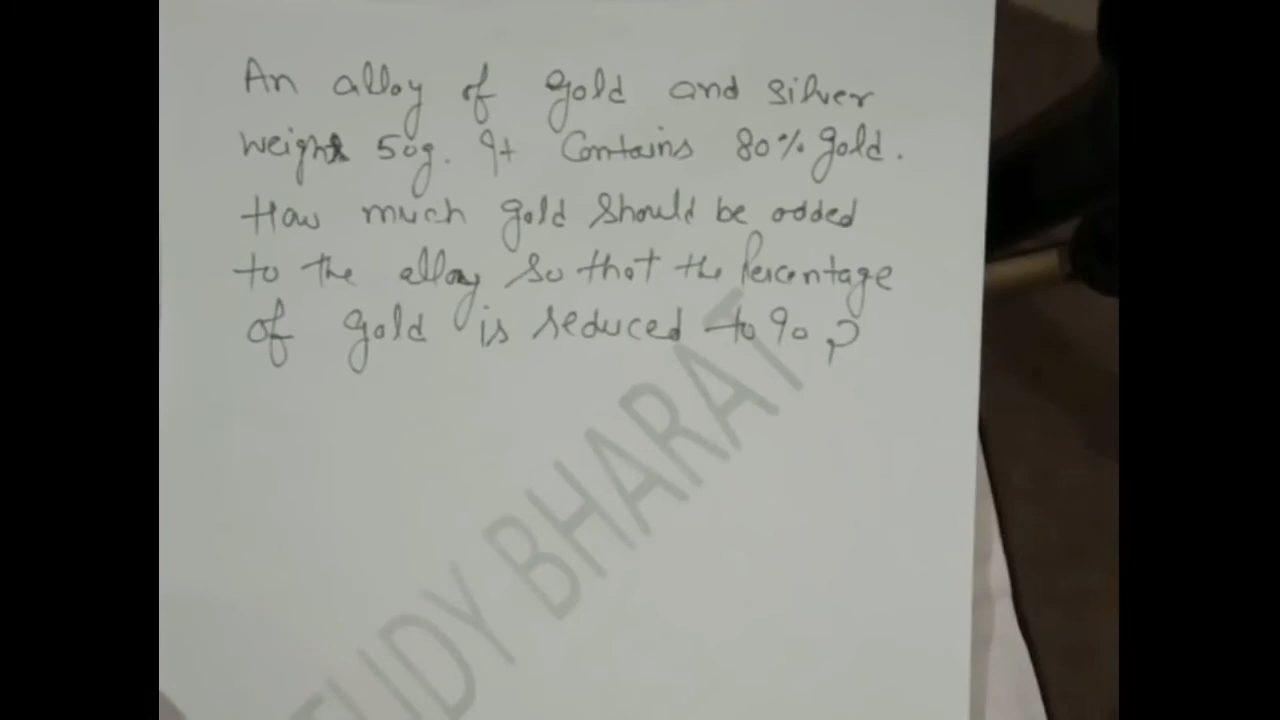 An alloy of gold and silver
weighs 50g. It Contains 80% gold.
How much gold should be added
to the alloy so that the Percentage
of gold is reduced to 90 ?
STUDY BHARAT